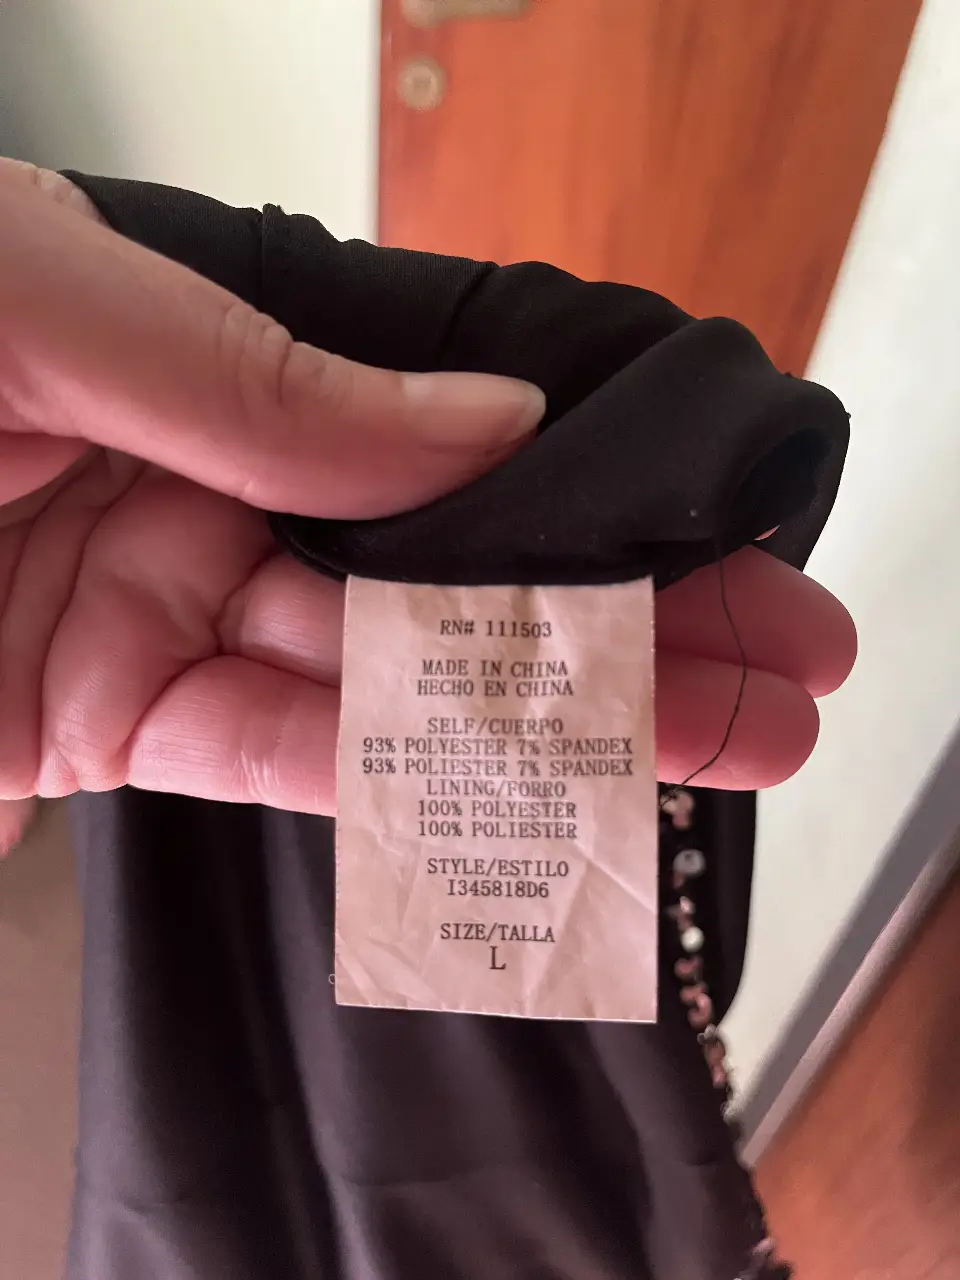 RN# 111503
MADE IN CHINA
HECHO EN CHINA
SELF/CUERPO
93% POLYESTER 7% SPANDEX
93% POLIESTER 7% SPANDEX
LINING/FORRO
100% POLYESTER
100% POLIESTER
STYLE/ESTILO
I345818D6
SIZE/TALLA
L